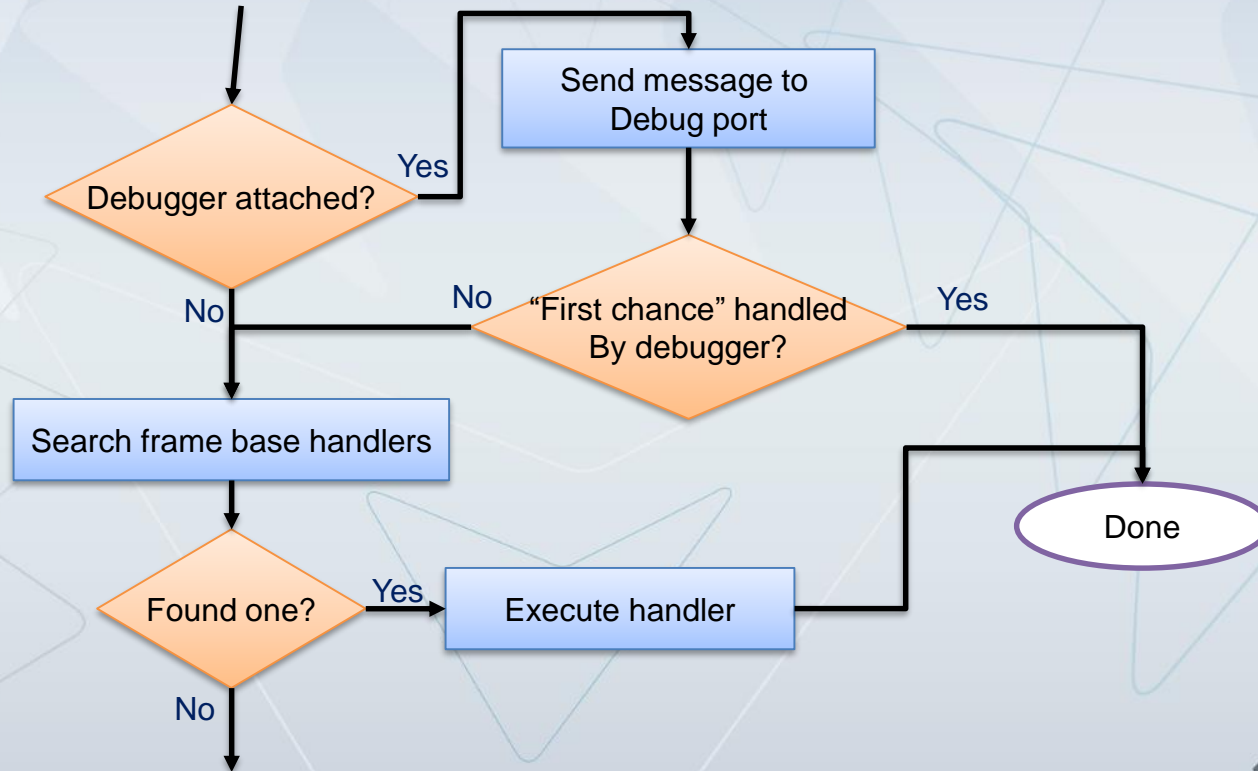 Send message to
Debug port
Yes
Debugger attached?
No
No
“First chance” handled
By debugger?
Yes
Search frame base handlers
Done
Found one?
Yes
Execute handler
No